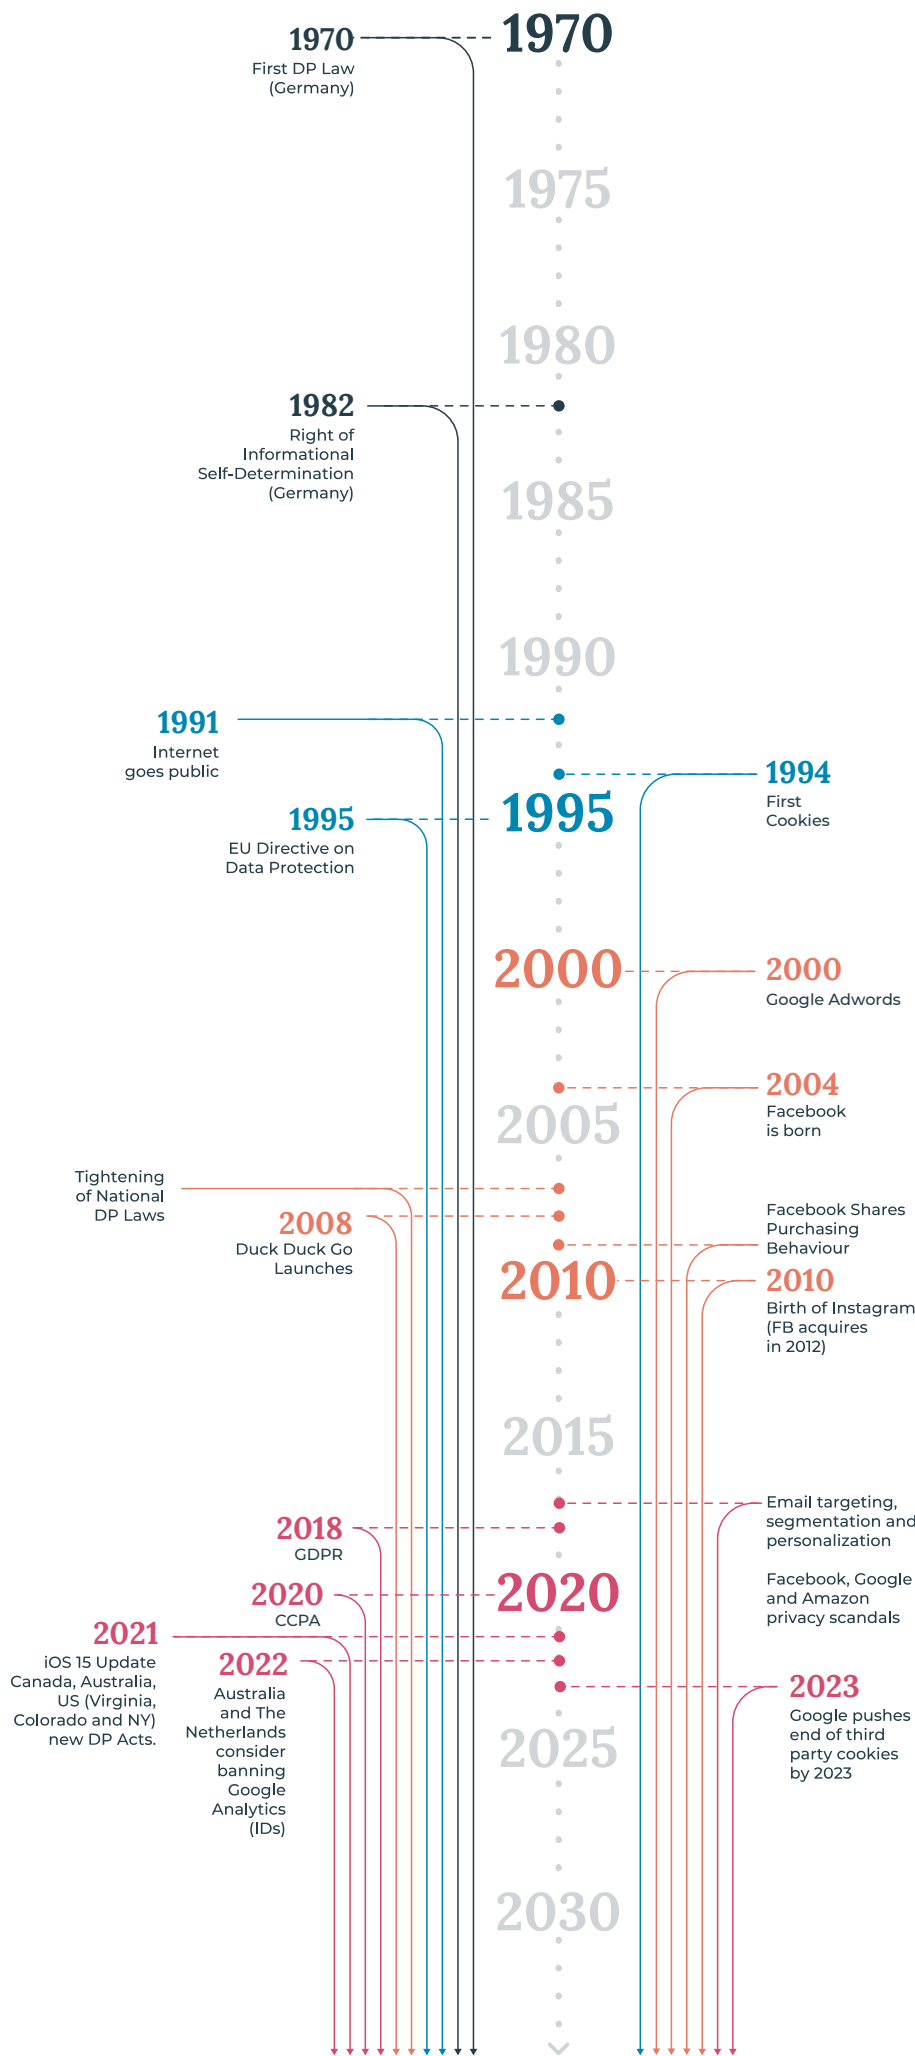 1970
1970
First DP Law
(Germany)
1975
1980
1982
Right of
Informational
Self-Determination
(Germany)
1985
1990
1991
Internet
goes public
1994
First
Cookies
1995
1995
EU Directive on
Data Protection
2000
2000
Google Adwords
2004
Facebook
is born
2005
Tightening
of National
DP Laws
2008
Duck Duck Go
Launches
Facebook Shares
Purchasing
Behaviour
2010
2010
Birth of Instagram
(FB acquires
in 2012)
2015
Email targeting,
segmentation and
personalization
2018
GDPR
Facebook, Google
and Amazon
privacy scandals
2020
2020
CCPA
2021
iOS 15 Update
Canada, Australia,
US (Virginia,
Colorado and NY)
new DP Acts.
2022
Australia
and The
Netherlands
consider
banning
Google
Analytics
(IDs)
2023
Google pushes
end of third
party cookies
by 2023
2025
2030